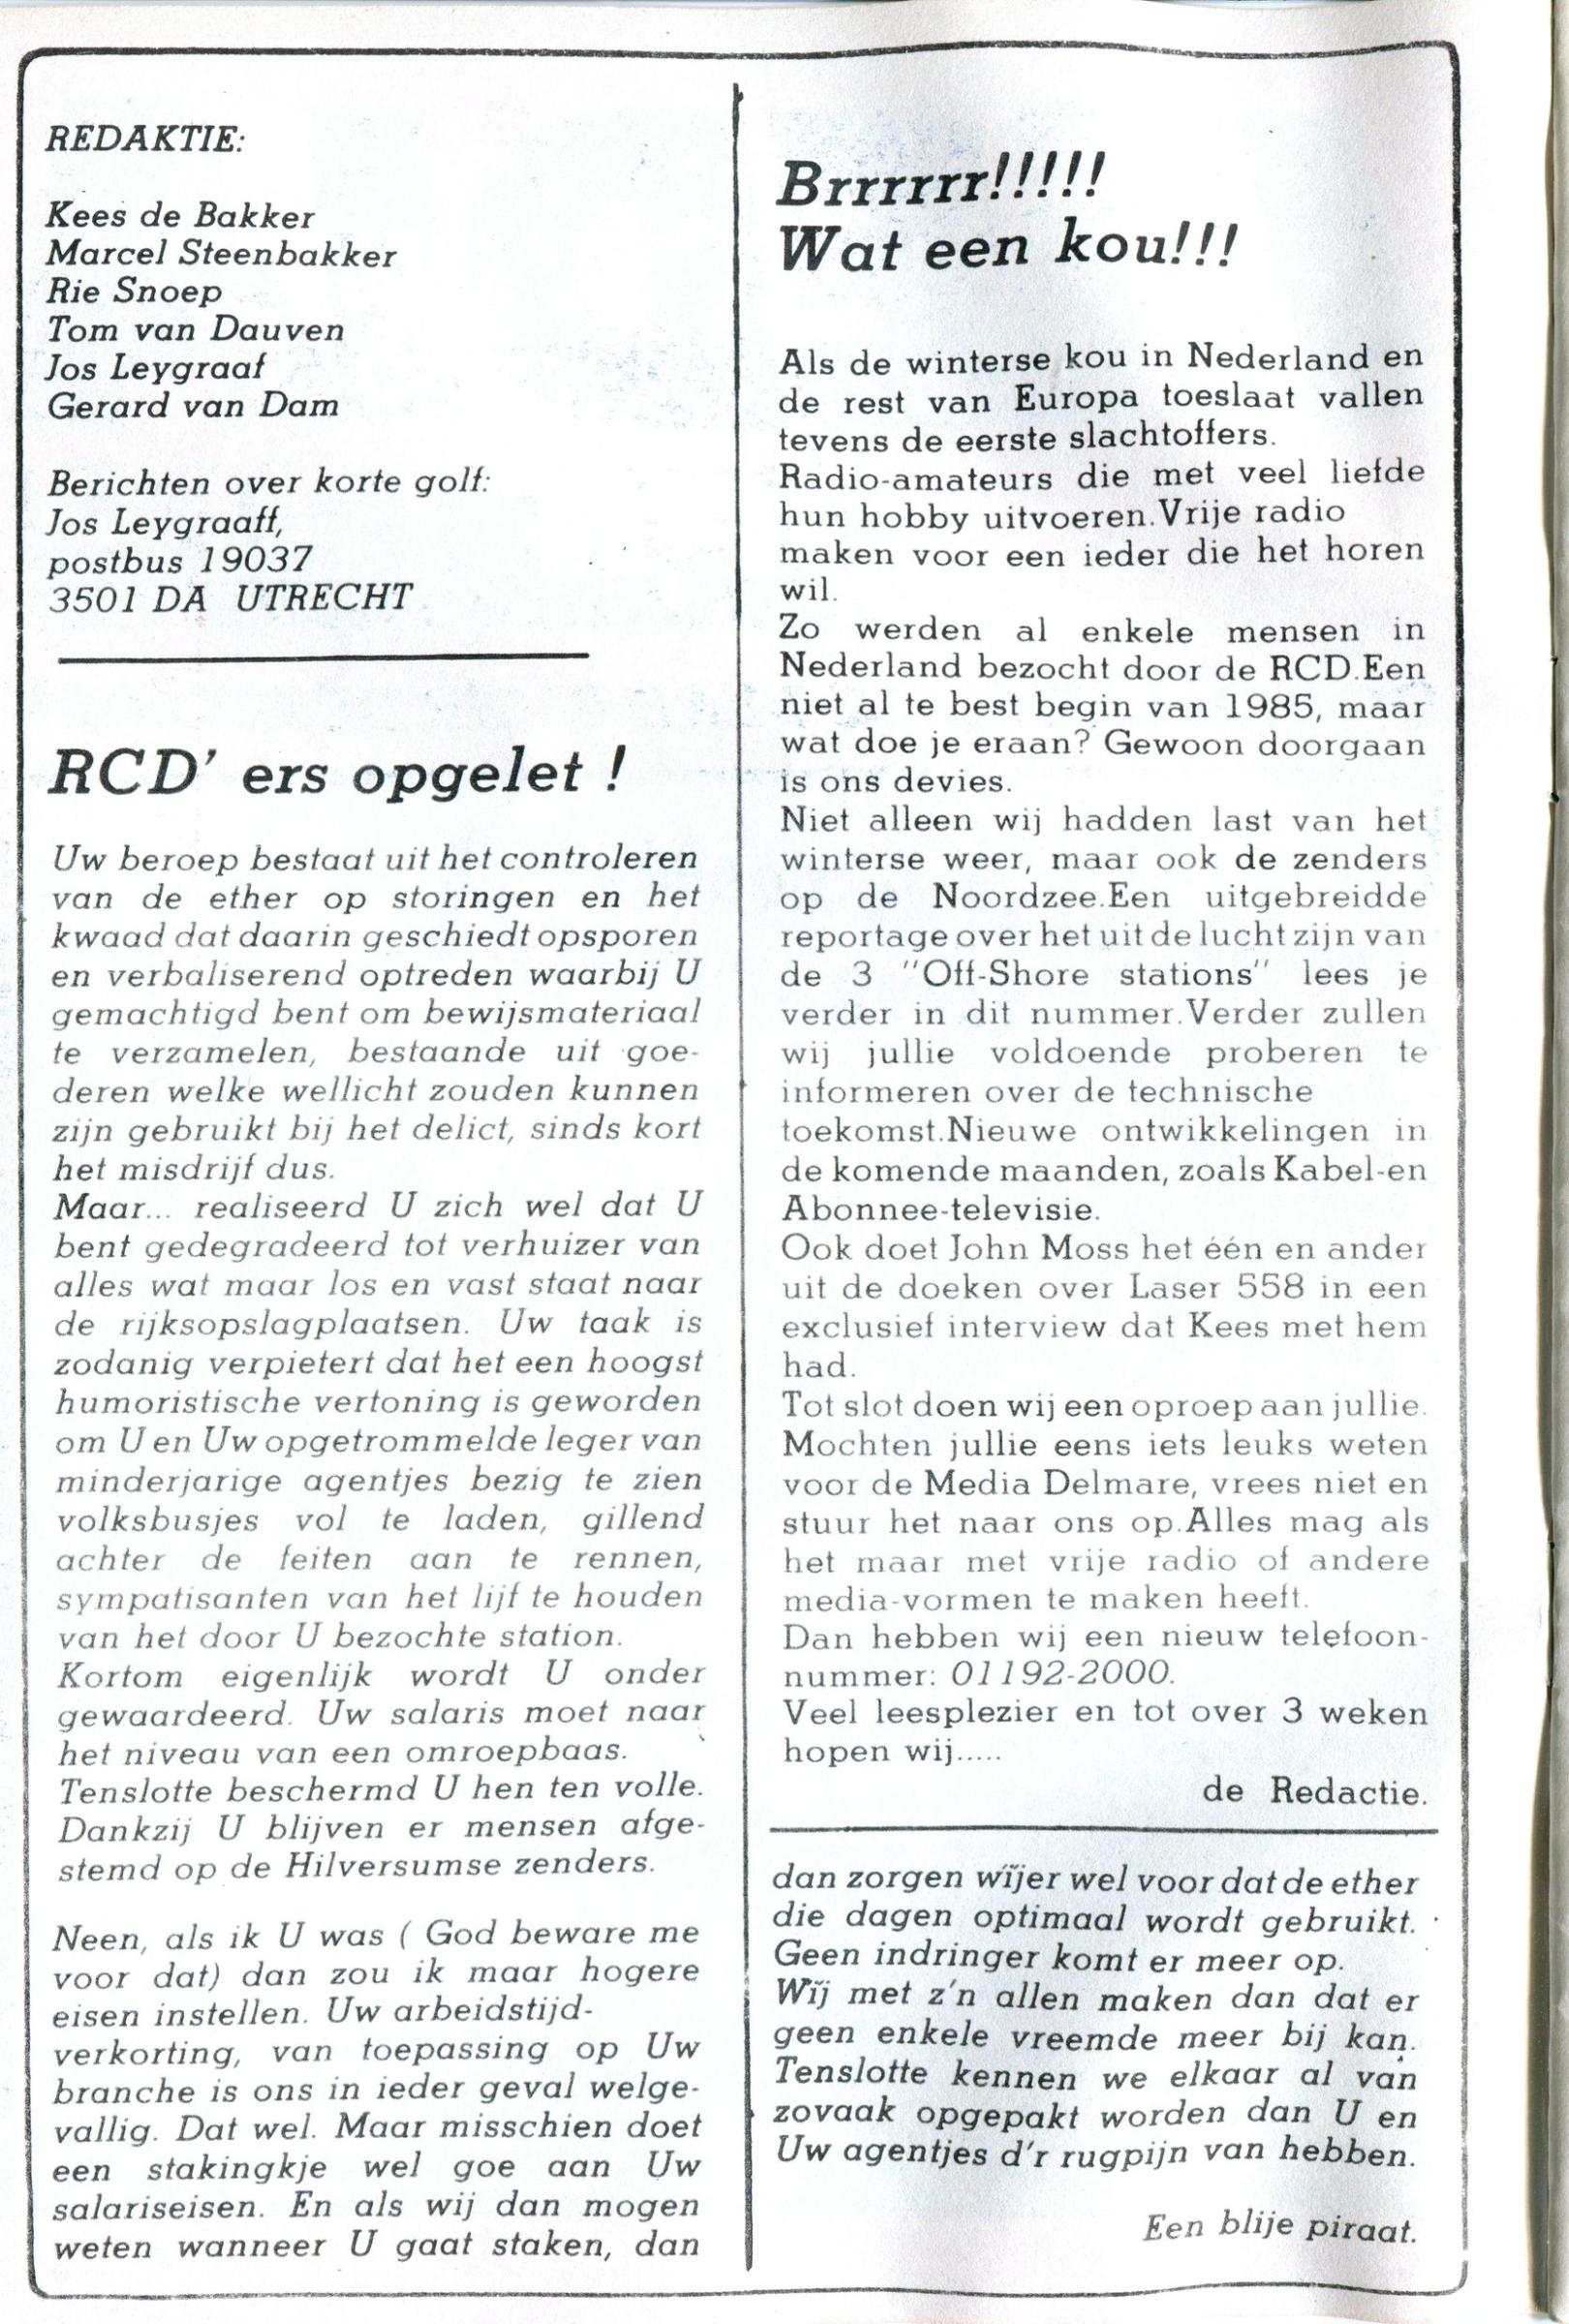 REDAKTIE:
Kees de Bakker
Marcel Steenbakker
Rie Snoep
Tom van Dauven
Jos Leygraaf
Gerard van Dam
Berichten over korte golf:
Jos Leygraaff,
postbus 19037
3501 DA UTRECHT
RCD' ers opgelet !
Uw beroep bestaat uit het controleren
van de ether op storingen en het
kwaad dat daarin geschiedt opsporen
en verbaliserend optreden waarbij U
gemachtigd bent om bewijsmateriaal
te verzamelen, bestaande uit goe-
deren welke wellicht zouden kunnen
zijn gebruikt bij het delict, sinds kort
het misdrijf dus.
Maar... realiseerd U zich wel dat U
bent gedegradeerd tot verhuizer van
alles wat maar los en vast staat naar
de rijksopslagplaatsen. Uw taak is
zodanig verpietert dat het een hoogst
humoristische vertoning is geworden
om U en Uw opgetrommelde leger van
minderjarige agentjes bezig te zien
volksbusjes vol te laden, gillend
achter de feiten aan te rennen,
sympatisanten van het lijf te houden
van het door U bezochte station.
Kortom eigenlijk wordt U onder
gewaardeerd. Uw salaris moet naar
het niveau van een omroepbaas.
Tenslotte beschermd U hen ten volle.
Dankzij U blijven er mensen afge-
stemd op de Hilversumse zenders.
Neen, als ik U was ( God beware me
voor dat) dan zou ik maar hogere
eisen instellen. Uw arbeidstijd-
verkorting, van toepassing op Uw
branche is ons in ieder geval welge-
vallig. Dat wel. Maar misschien doet
een stakingkje wel goe aan Uw
salariseisen. En als wij dan mogen
weten wanneer U gaat staken, dan
Brrrrrrr!!!!!
Wat een kou!!!
Als de winterse kou in Nederland en
de rest van Europa toeslaat vallen
tevens de eerste slachtoffers.
Radio-amateurs die met veel liefde
hun hobby uitvoeren.Vrije radio
maken voor een ieder die het horen
wil.
Zo werden al enkele mensen in
Nederland bezocht door de RCD.Een
niet al te best begin van 1985, maar
wat doe je eraan? Gewoon doorgaan
is ons devies.
Niet alleen wij hadden last van het
winterse weer, maar ook de zenders
op de Noordzee.Een uitgebreidde
reportage over het uit de lucht zijn van
de 3 "Off-Shore stations" lees je
verder in dit nummer.Verder zullen
wij jullie voldoende proberen te
informeren over de technische
toekomst.Nieuwe ontwikkelingen in
de komende maanden, zoals Kabel-en
Abonnee-televisie.
Ook doet John Moss het één en ander
uit de doeken over Laser 558 in een
exclusief interview dat Kees met hem
had.
Tot slot doen wij een oproep aan jullie.
Mochten jullie eens iets leuks weten
voor de Media Delmare, vrees niet en
stuur het naar ons op.Alles mag als
het maar met vrije radio of andere
media-vormen te maken heeft.
Dan hebben wij een nieuw telefoon-
nummer: 01192-2000.
Veel leesplezier en tot over 3 weken
hopen wij.....
de Redactie.
dan zorgen wijer wel voor dat de ether
die dagen optimaal wordt gebruikt.
Geen indringer komt er meer op.
Wij met z'n allen maken dan dat er
geen enkele vreemde meer bij kan.
Tenslotte kennen we elkaar al van
zovaak opgepakt worden dan U en
Uw agentjes d'r rugpijn van hebben.
Een blije piraat.